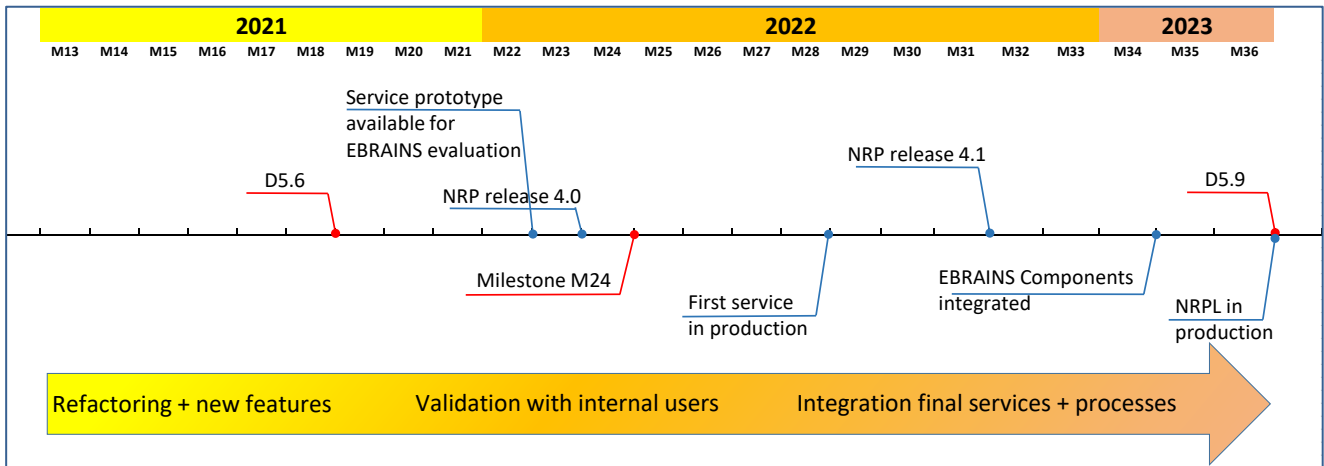 2021 2022 2023
M13 M14 M15 M16 M17 M18 M19 M20 M21 M22 M23 M24 M25 M26 M27 M28 M29 M30 M31 M32 M33 M34 M35 M36
Service prototype
available for
EBRAINS evaluation
NRP release 4.1
D5.6
D5.9
NRP release 4.0
Milestone M24
First service
in production
EBRAINS Components
integrated
NRPL in
production
Refactoring + new features
Validation with internal users
Integration final services + processes